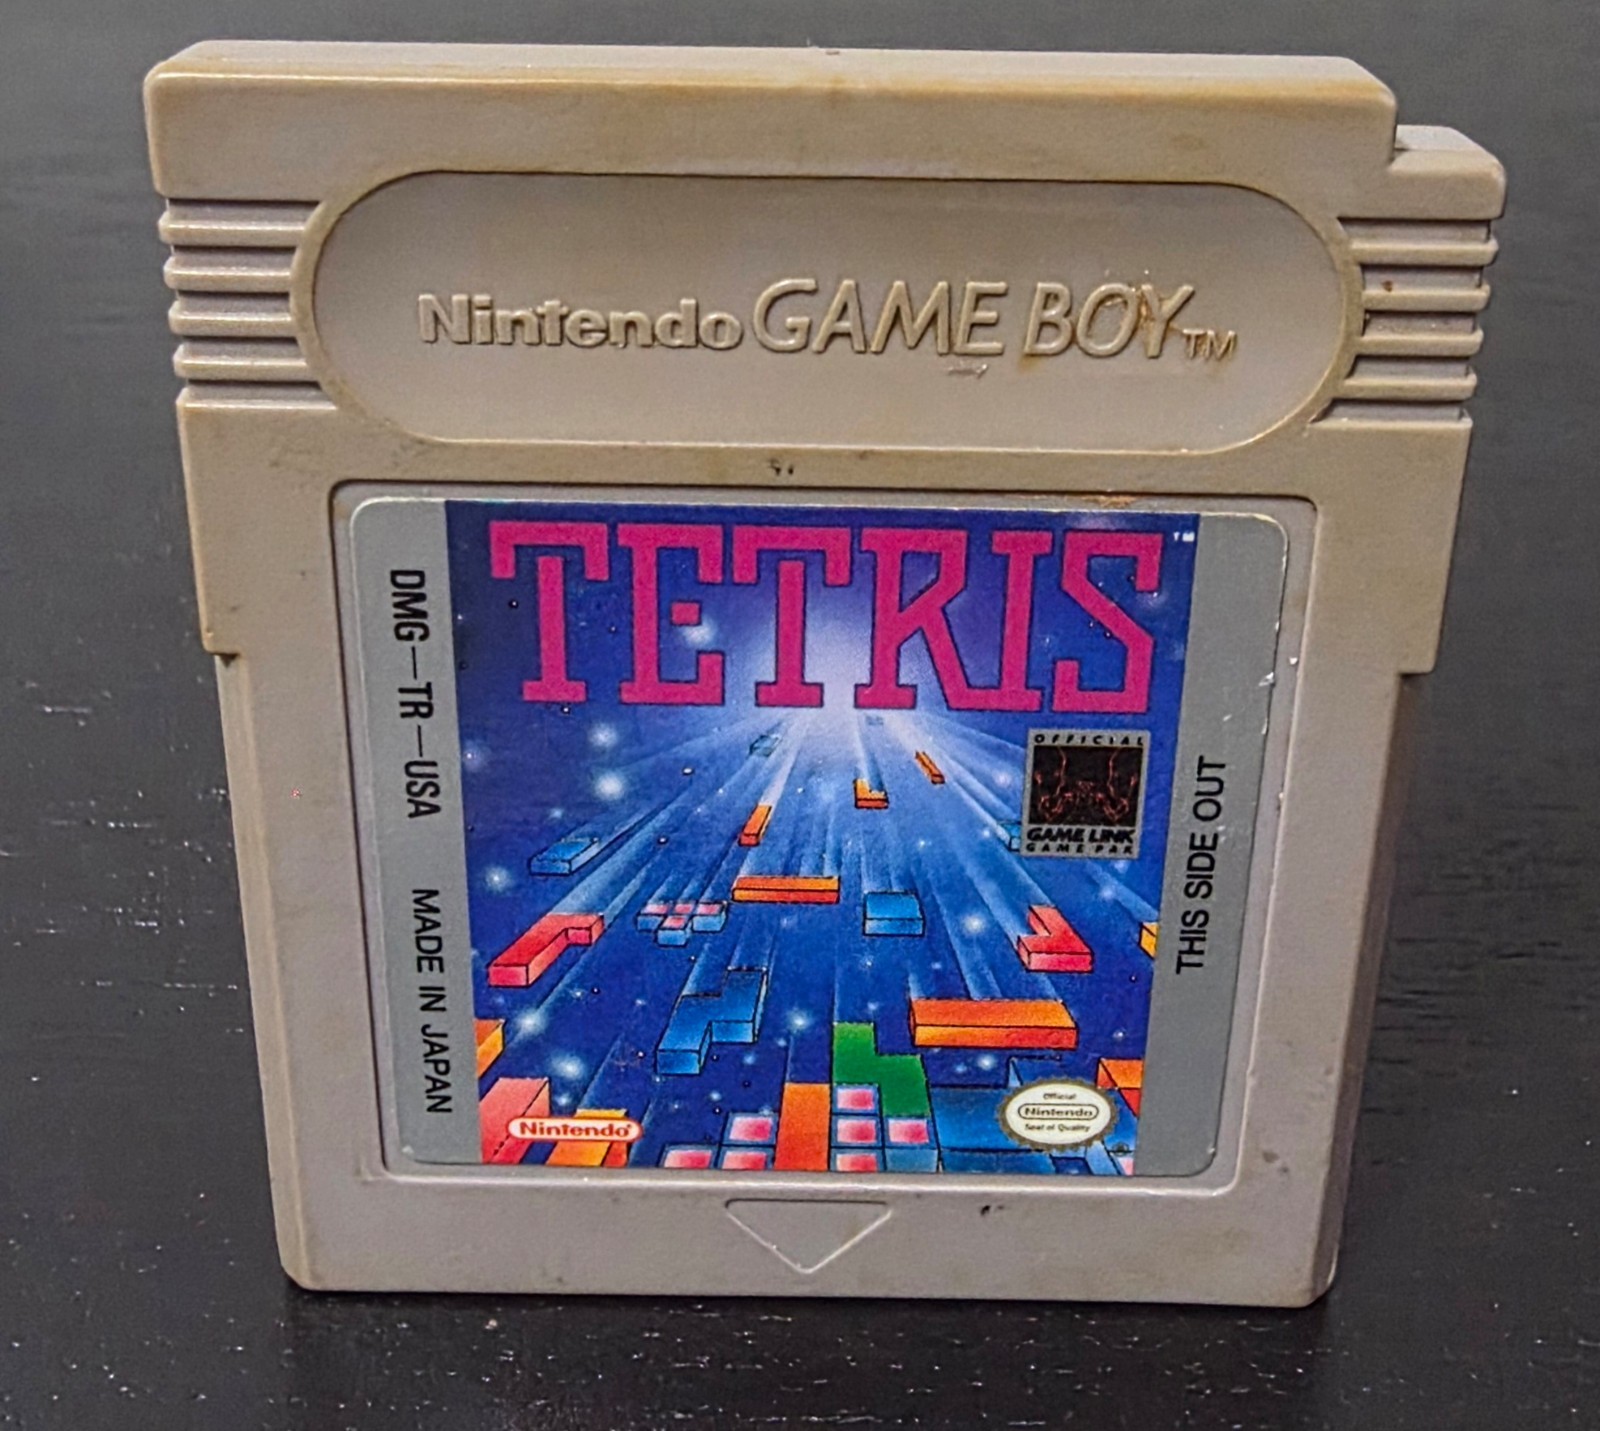 Nintendo GAME BOY TM
TETRIS TM
DMG-TR-USA MADE IN JAPAN
OFFICIAL
GAME LINK
GAME PAK
THIS SIDE OUT
Nintendo
Official
Nintendo
Seal of Quality